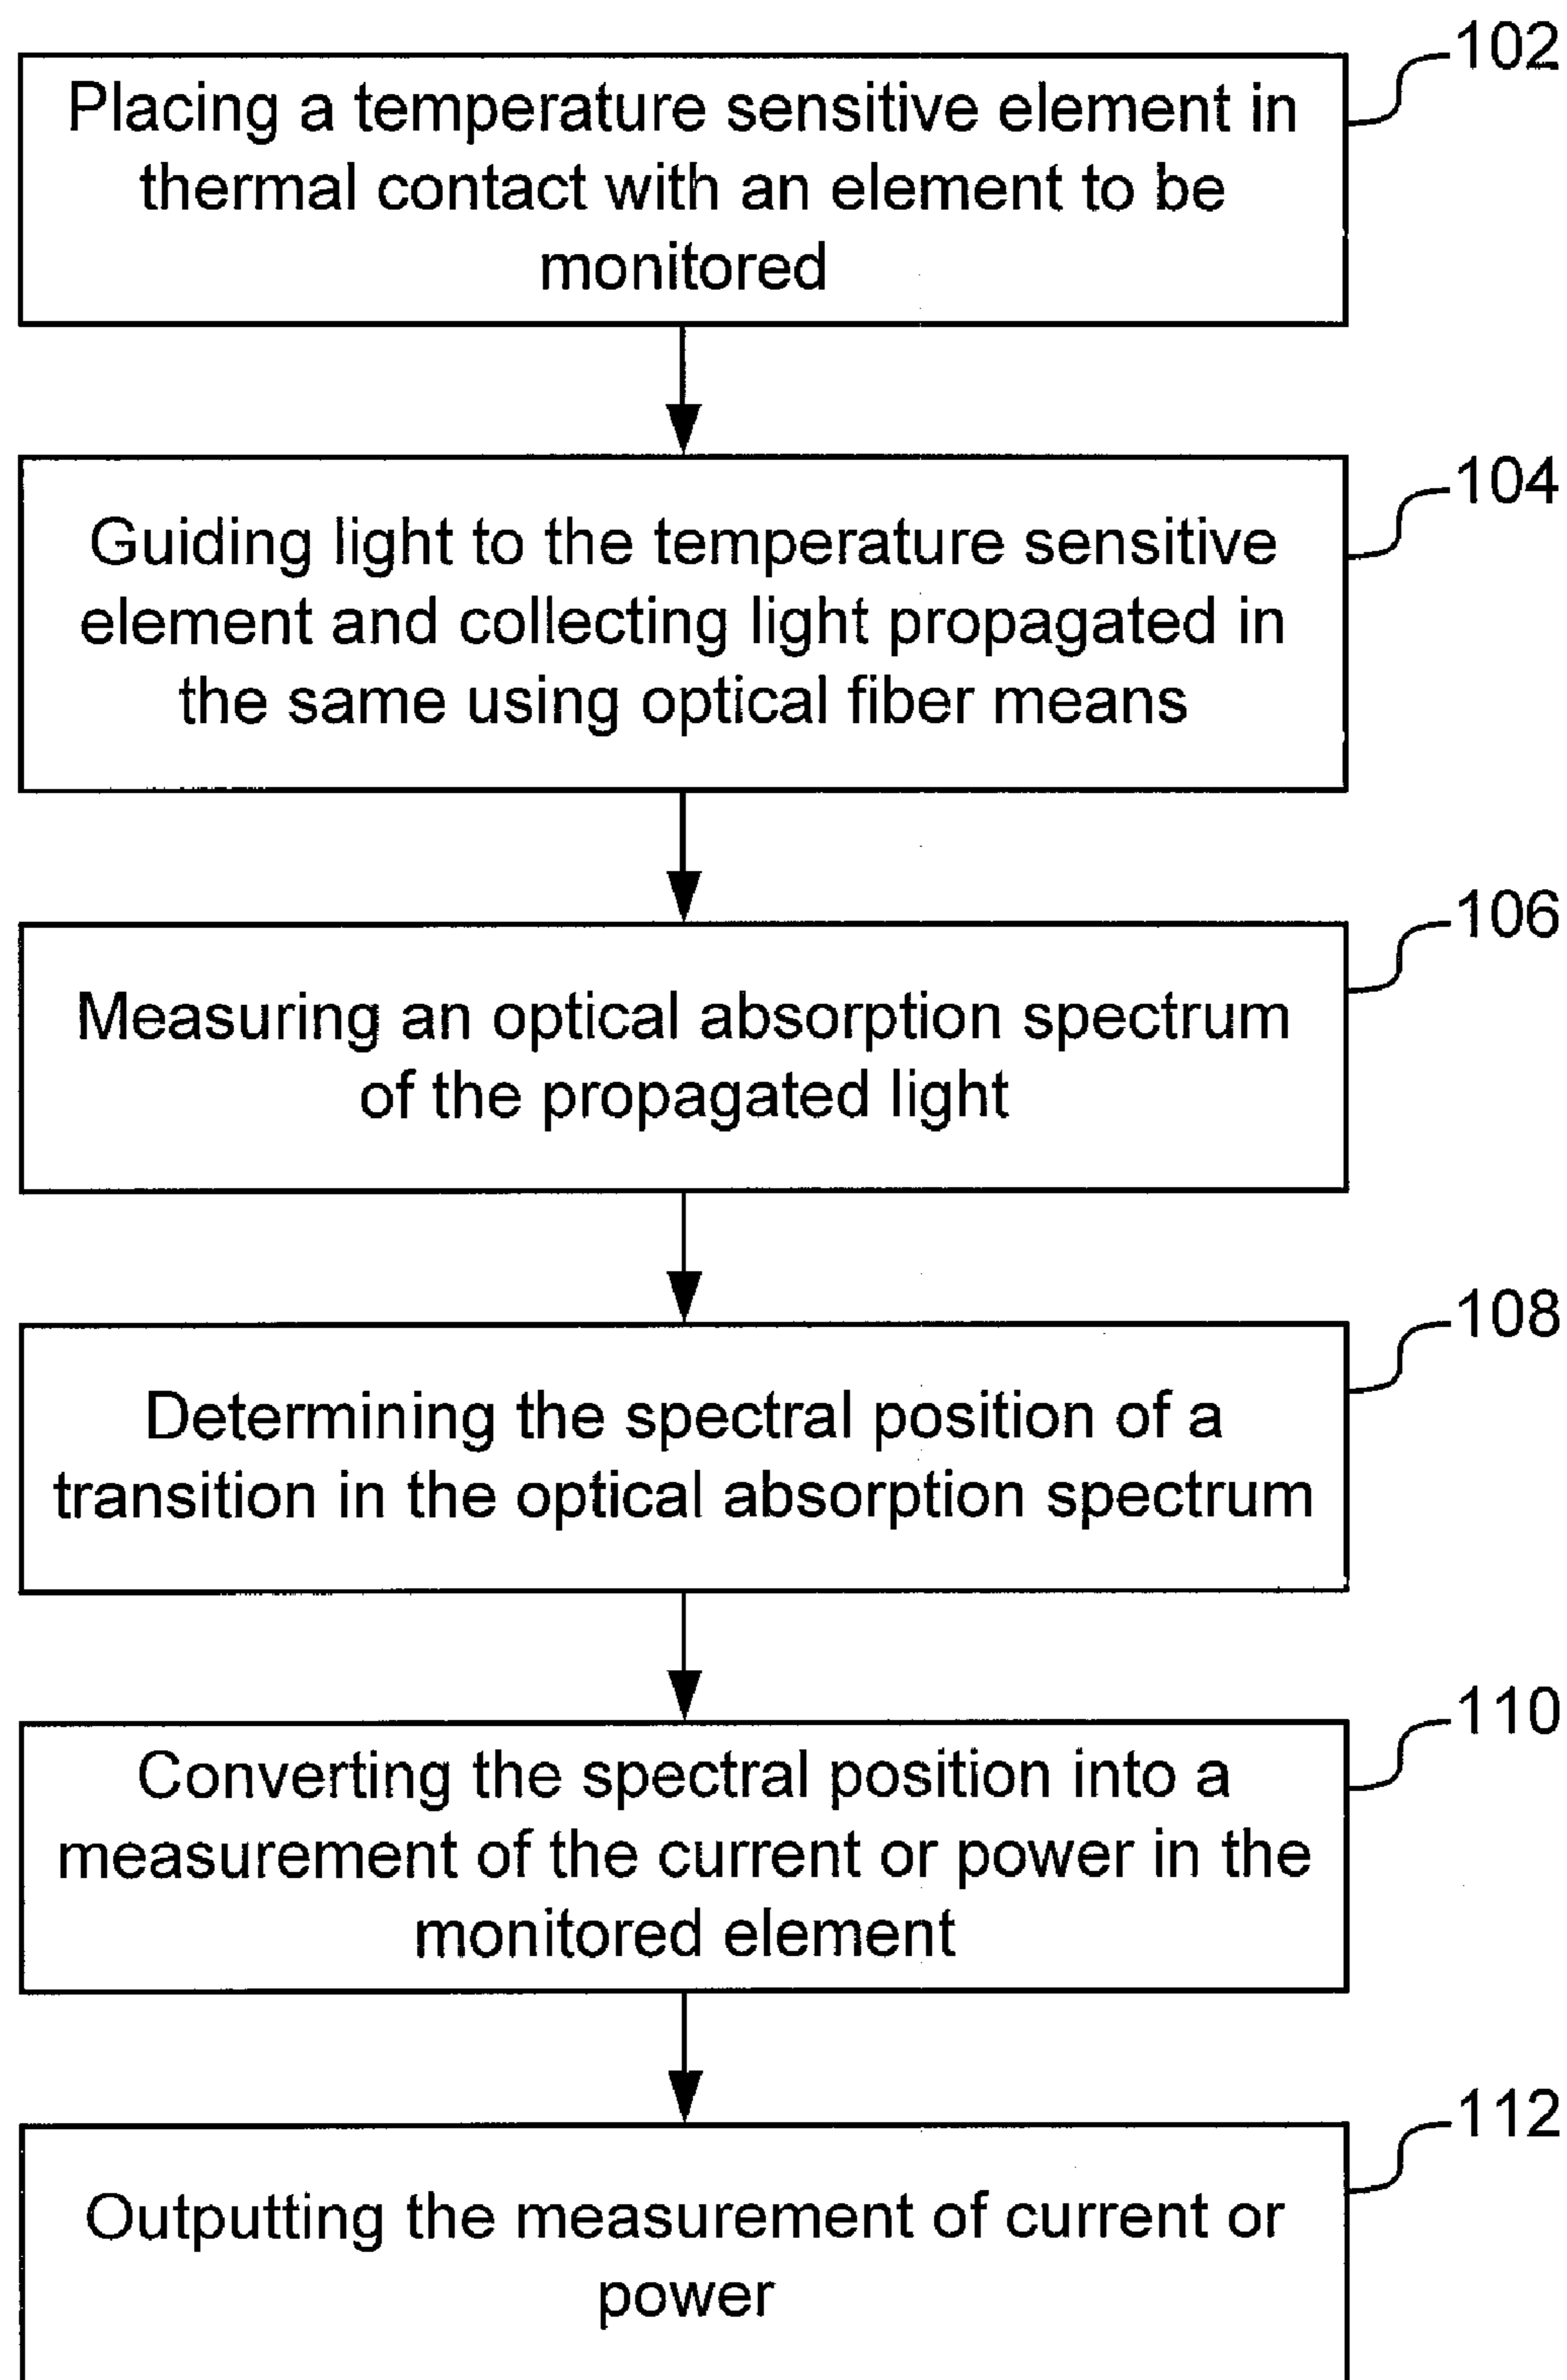 102
Placing a temperature sensitive element in
thermal contact with an element to be
monitored
104
Guiding light to the temperature sensitive
element and collecting light propagated in
the same using optical fiber means
106
Measuring an optical absorption spectrum
of the propagated light
108
Determining the spectral position of a
transition in the optical absorption spectrum
110
Converting the spectral position into a
measurement of the current or power in the
monitored element
112
Outputting the measurement of current or
power